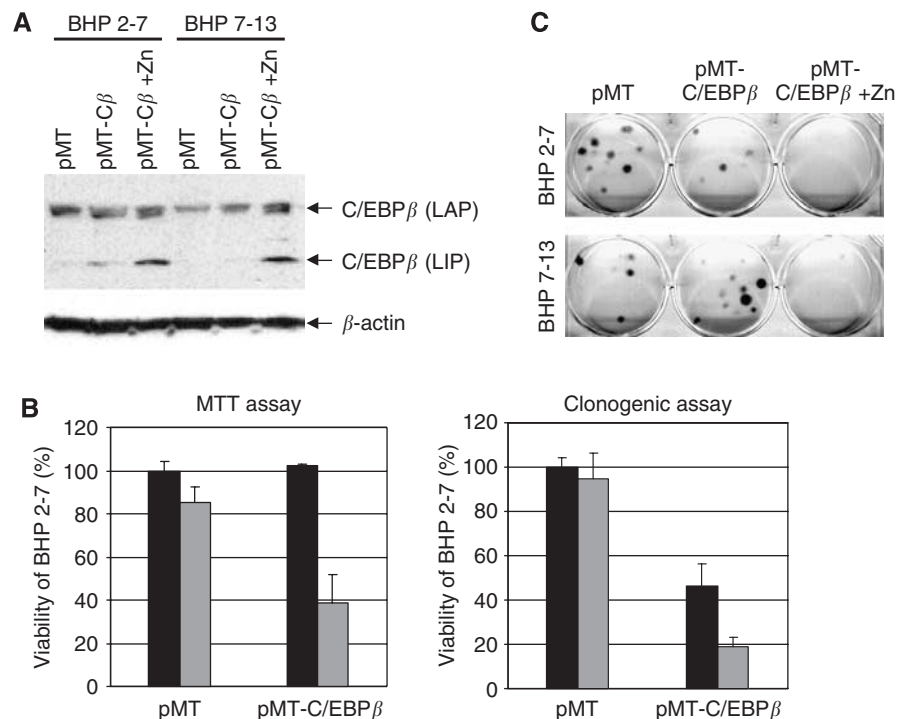 A
BHP 2-7 BHP 7-13
pMT
pMT-Cβ
pMT-Cβ +Zn
pMT
pMT-Cβ
pMT-Cβ +Zn
C/EBPβ (LAP)
C/EBPβ (LIP)
β-actin
C
pMT
pMT-
C/EBPβ
pMT-
C/EBPβ +Zn
BHP 2-7
BHP 7-13
B
MTT assay
Viability of BHP 2-7 (%)
120
100
80
60
40
20
0
pMT pMT-C/EBPβ
Clonogenic assay
Viability of BHP 2-7 (%)
120
100
80
60
40
20
0
pMT pMT-C/EBPβ